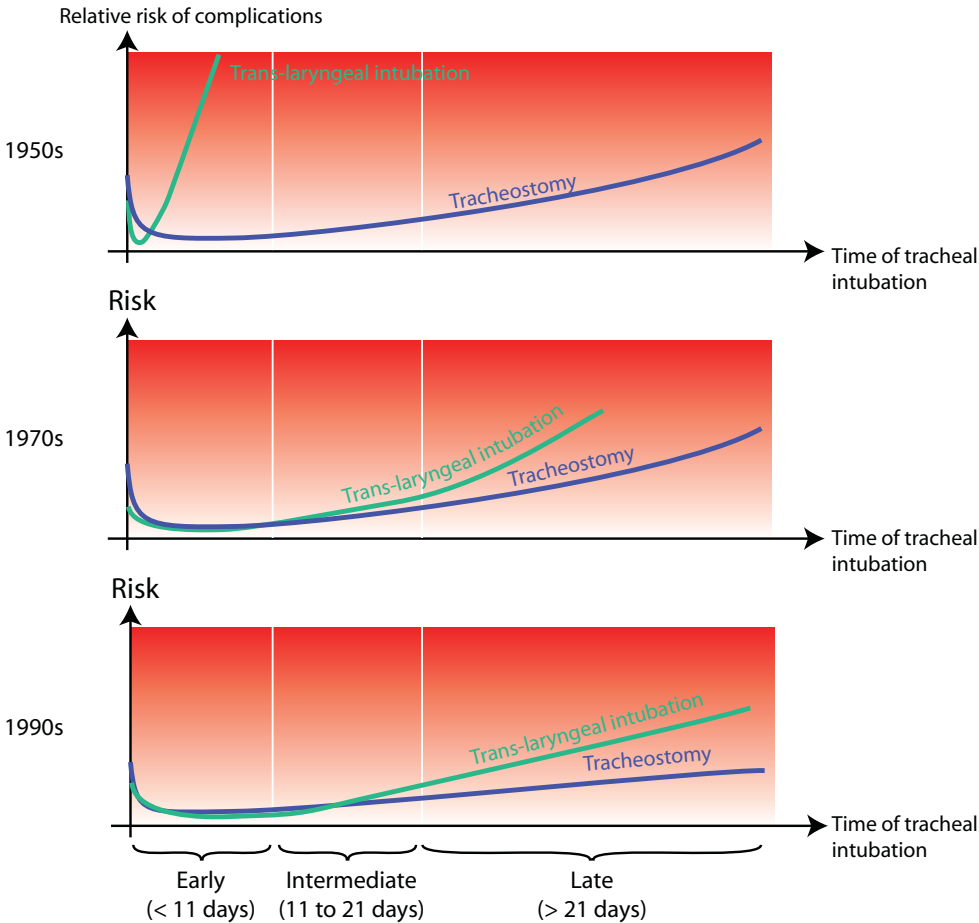 Relative risk of complications
Trans-laryngeal intubation
1950s
Tracheostomy
Time of tracheal
intubation
Risk
Trans-laryngeal intubation
1970s
Tracheostomy
Time of tracheal
intubation
Risk
Trans-laryngeal intubation
1990s
Tracheostomy
Time of tracheal
intubation
Early
(< 11 days)
Intermediate
(11 to 21 days)
Late
(> 21 days)